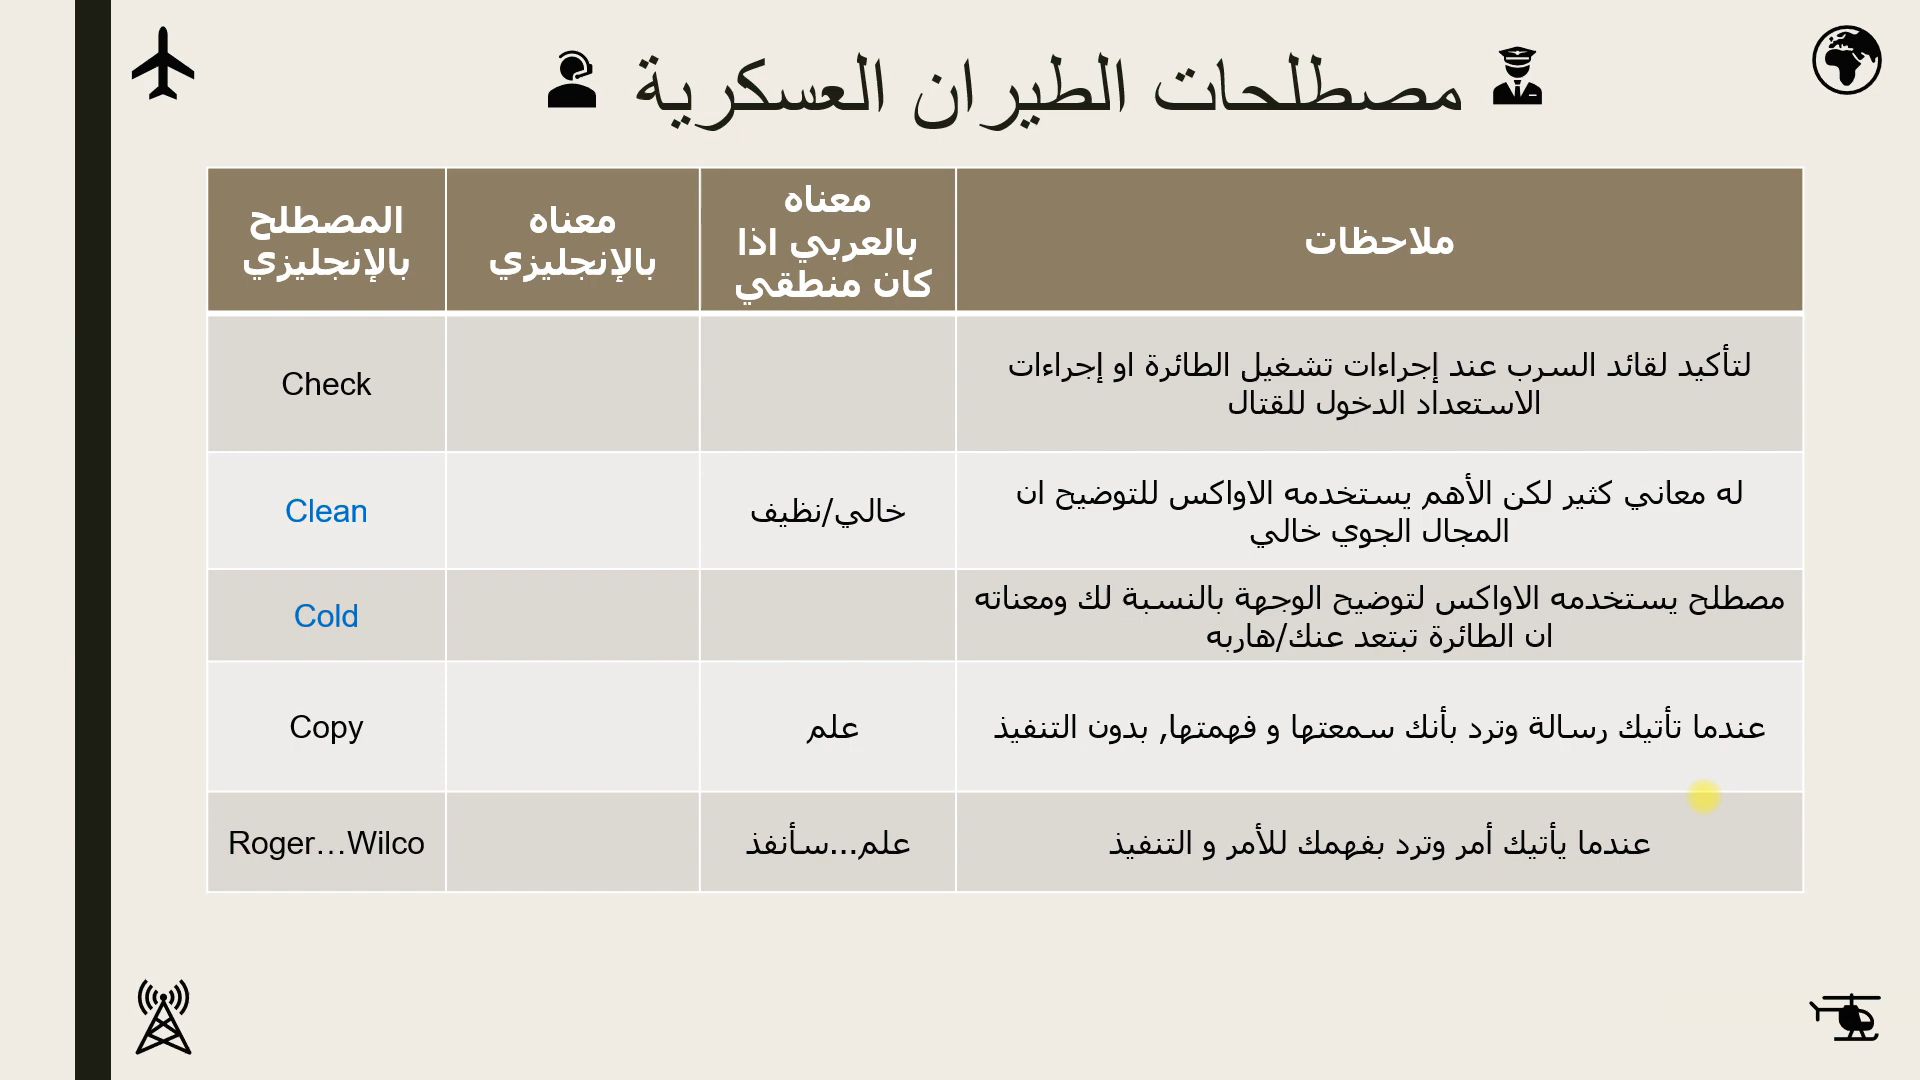 مصطلحات الطيران العسكرية
المصطلح
بالإنجليزي
معناه
بالإنجليزي
معناه
بالعربي اذا
كان منطقي
ملاحظات
Check
لتأكيد لقائد السرب عند إجراءات تشغيل الطائرة او إجراءات
الاستعداد الدخول للقتال
Clean
خالي/نظيف
له معاني كثير لكن الأهم يستخدمه الاواكس للتوضيح ان
المجال الجوي خالي
Cold
مصطلح يستخدمه الاواكس لتوضيح الوجهة بالنسبة لك ومعناته
ان الطائرة تبتعد عنك/هاربه
Copy
علم
عندما تأتيك رسالة وترد بأنك سمعتها و فهمتها, بدون التنفيذ
Roger…Wilco
علم...سأنفذ
عندما يأتيك أمر وترد بفهمك للأمر و التنفيذ